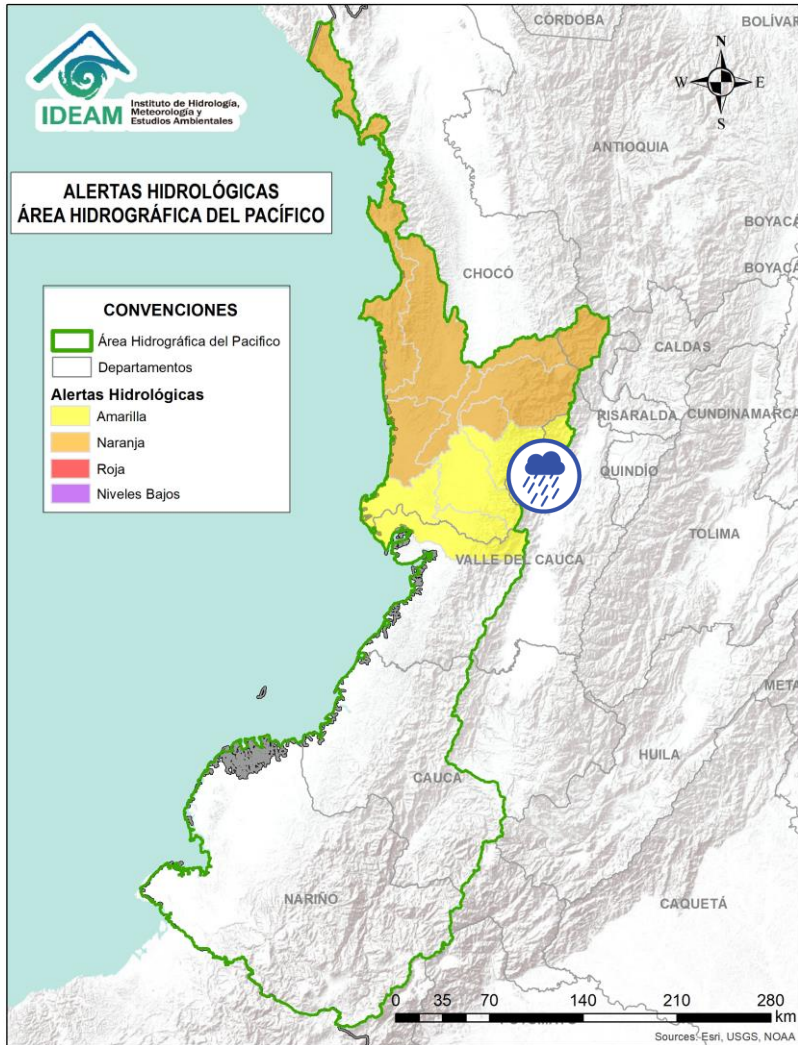 CÓRDOBA
BOLÍVAR
N
W
E
S
IDEAM
Instituto de Hidrología,
Meteorología y
Estudios Ambientales
ANTIOQUIA
ALERTAS HIDROLÓGICAS
ÁREA HIDROGRÁFICA DEL PACÍFICO
BOYACÁ
BOYACÁ
CHOCÓ
CONVENCIONES
Área Hidrográfica del Pacifico
Departamentos
Alertas Hidrológicas
Amarilla
Naranja
Roja
Niveles Bajos
CALDAS
RISARALDA
CUNDINAMARCA
QUINDÍO
TOLIMA
VALLE DEL CAUCA
META
HUILA
CAUCA
NARIÑO
CAQUETÁ
0 35 70 140 210 280
km
Sources: Esri, USGS, NOAA